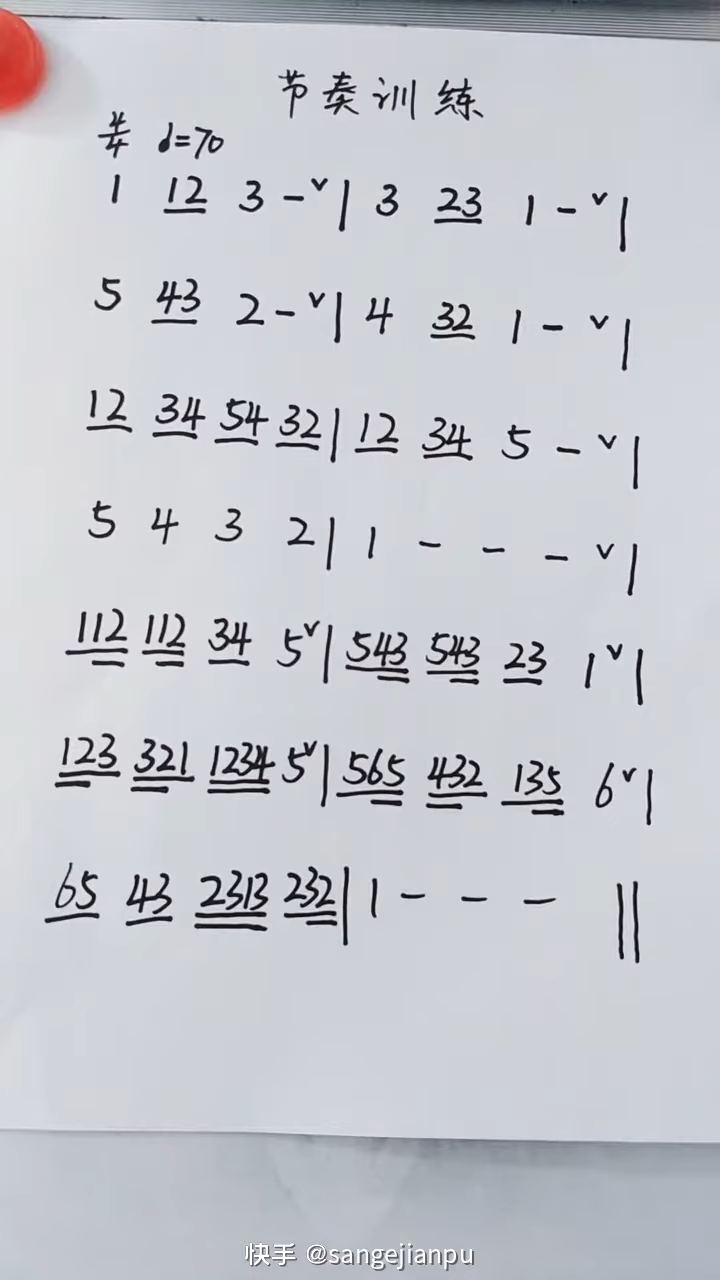 节奏训练
4/4 ♩=70
1 12 3 - ∨ | 3 23 1 - ∨ |
5 43 2 - ∨ | 4 32 1 - ∨ |
12 34 54 32 | 12 34 5 - ∨ |
5 4 3 2 | 1 - - - ∨ |
112 112 34 5 ∨ | 543 543 23 1 ∨ |
123 321 1234 5 ∨ | 565 432 135 6 ∨ |
65 43 2313 232 | 1 - - - ||
快手 @sangejianpu